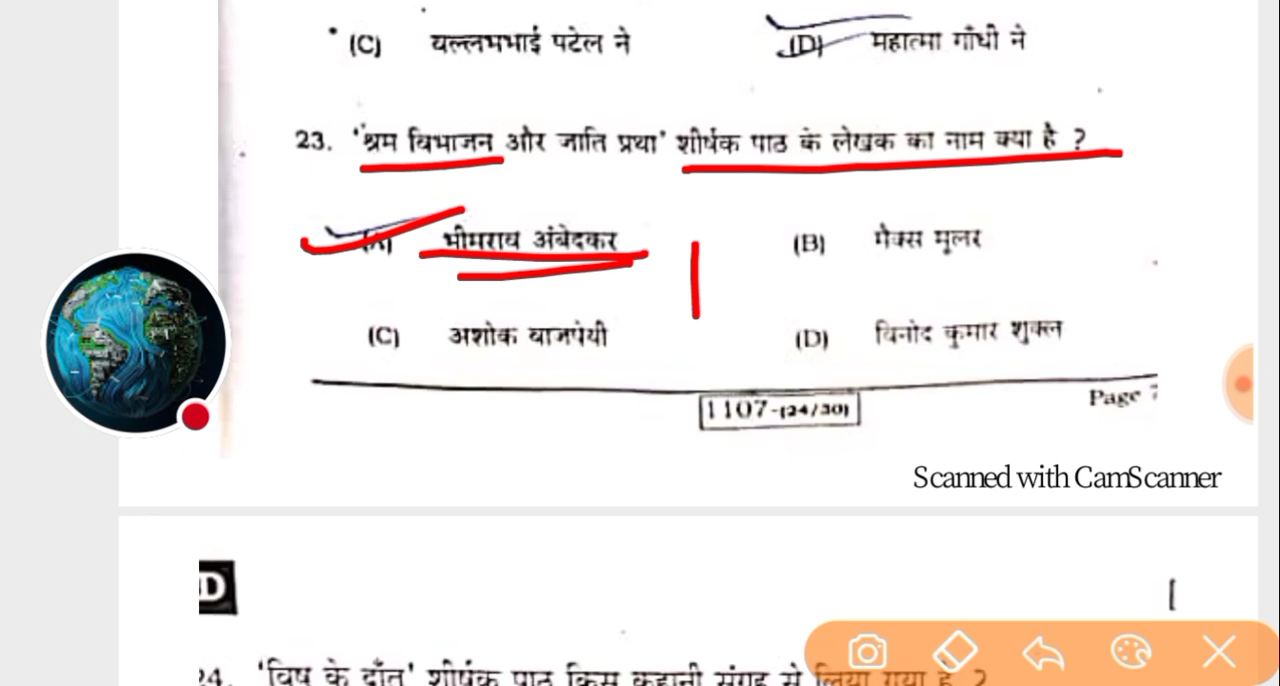 (C) वल्लभभाई पटेल ने (D) महात्मा गाँधी ने
23. 'श्रम विभाजन और जाति प्रथा' शीर्षक पाठ के लेखक का नाम क्या है ?
(A) भीमराव अंबेदकर (B) मैक्स मूलर
(C) अशोक वाजपेयी (D) विनोद कुमार शुक्ल
1107-(24/30) Page
Scanned with CamScanner
D [
24. 'विष के दाँत' शीर्षक पाठ किस कहानी संग्रह से लिया गया है ?